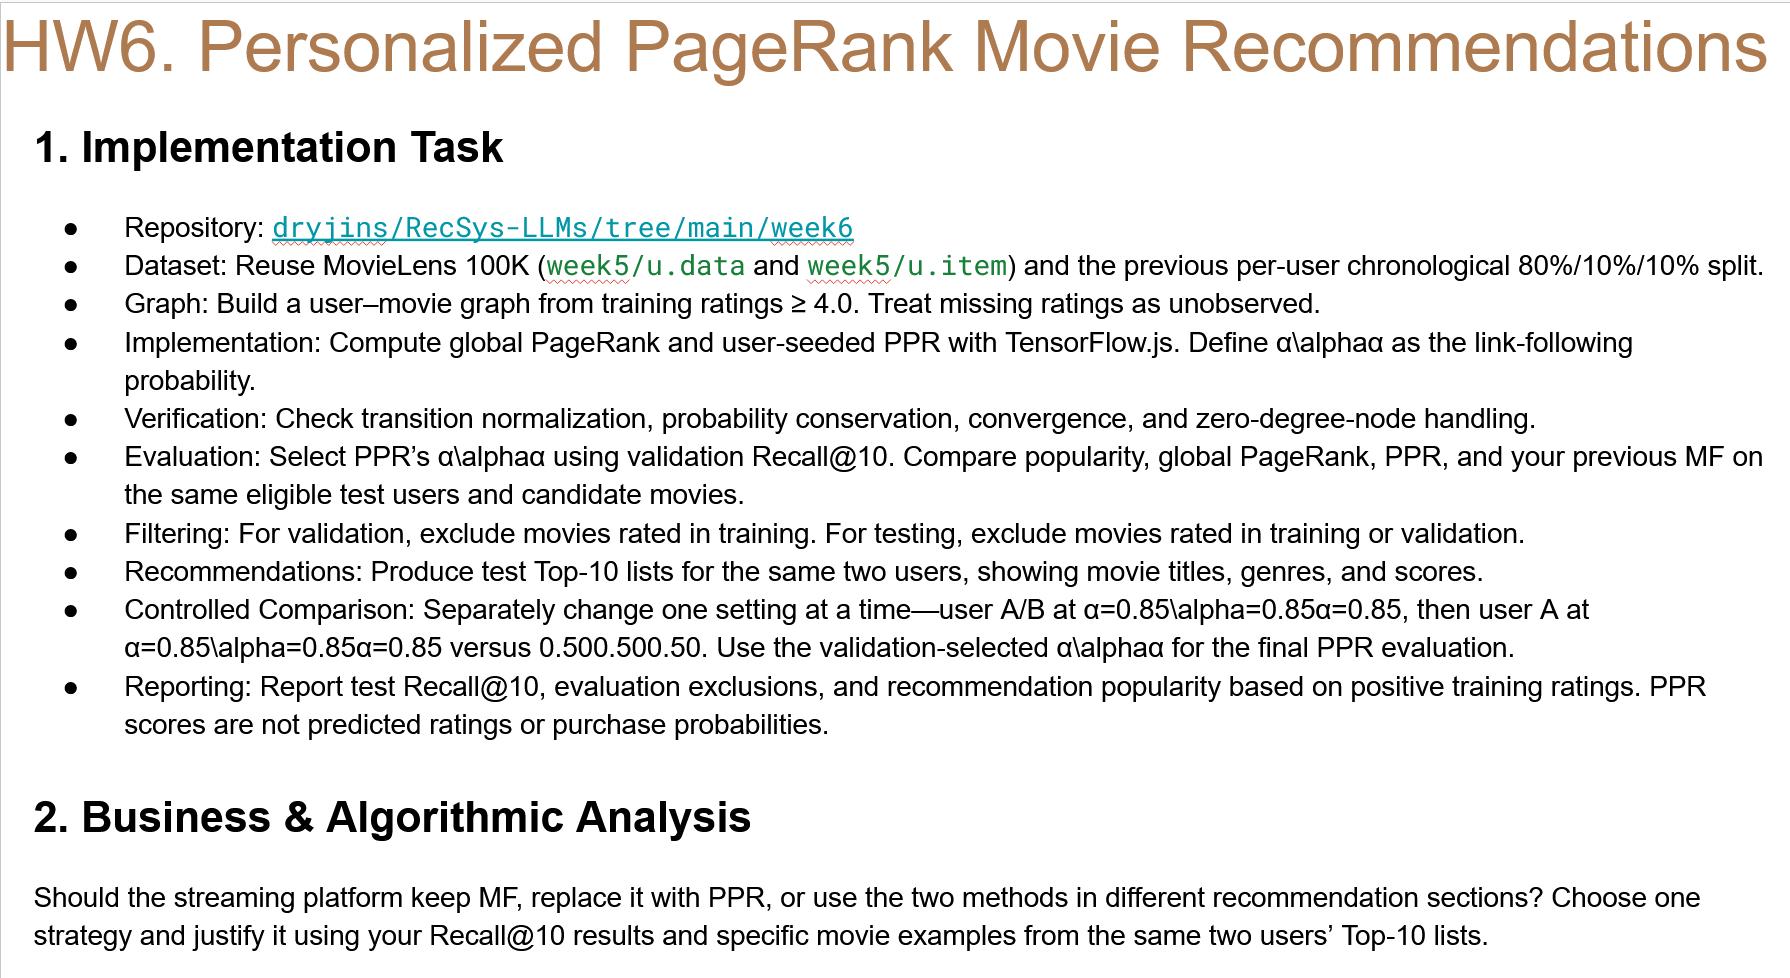 HW6. Personalized PageRank Movie Recommendations
1. Implementation Task
● Repository: dryjins/RecSys-LLMs/tree/main/week6
● Dataset: Reuse MovieLens 100K (week5/u.data and week5/u.item) and the previous per-user chronological 80%/10%/10% split.
● Graph: Build a user–movie graph from training ratings ≥ 4.0. Treat missing ratings as unobserved.
● Implementation: Compute global PageRank and user-seeded PPR with TensorFlow.js. Define α\alphaα as the link-following
probability.
● Verification: Check transition normalization, probability conservation, convergence, and zero-degree-node handling.
● Evaluation: Select PPR’s α\alphaα using validation Recall@10. Compare popularity, global PageRank, PPR, and your previous MF on
the same eligible test users and candidate movies.
● Filtering: For validation, exclude movies rated in training. For testing, exclude movies rated in training or validation.
● Recommendations: Produce test Top-10 lists for the same two users, showing movie titles, genres, and scores.
● Controlled Comparison: Separately change one setting at a time—user A/B at α=0.85\alpha=0.85α=0.85, then user A at
α=0.85\alpha=0.85α=0.85 versus 0.500.500.50. Use the validation-selected α\alphaα for the final PPR evaluation.
● Reporting: Report test Recall@10, evaluation exclusions, and recommendation popularity based on positive training ratings. PPR
scores are not predicted ratings or purchase probabilities.
2. Business & Algorithmic Analysis
Should the streaming platform keep MF, replace it with PPR, or use the two methods in different recommendation sections? Choose one
strategy and justify it using your Recall@10 results and specific movie examples from the same two users’ Top-10 lists.